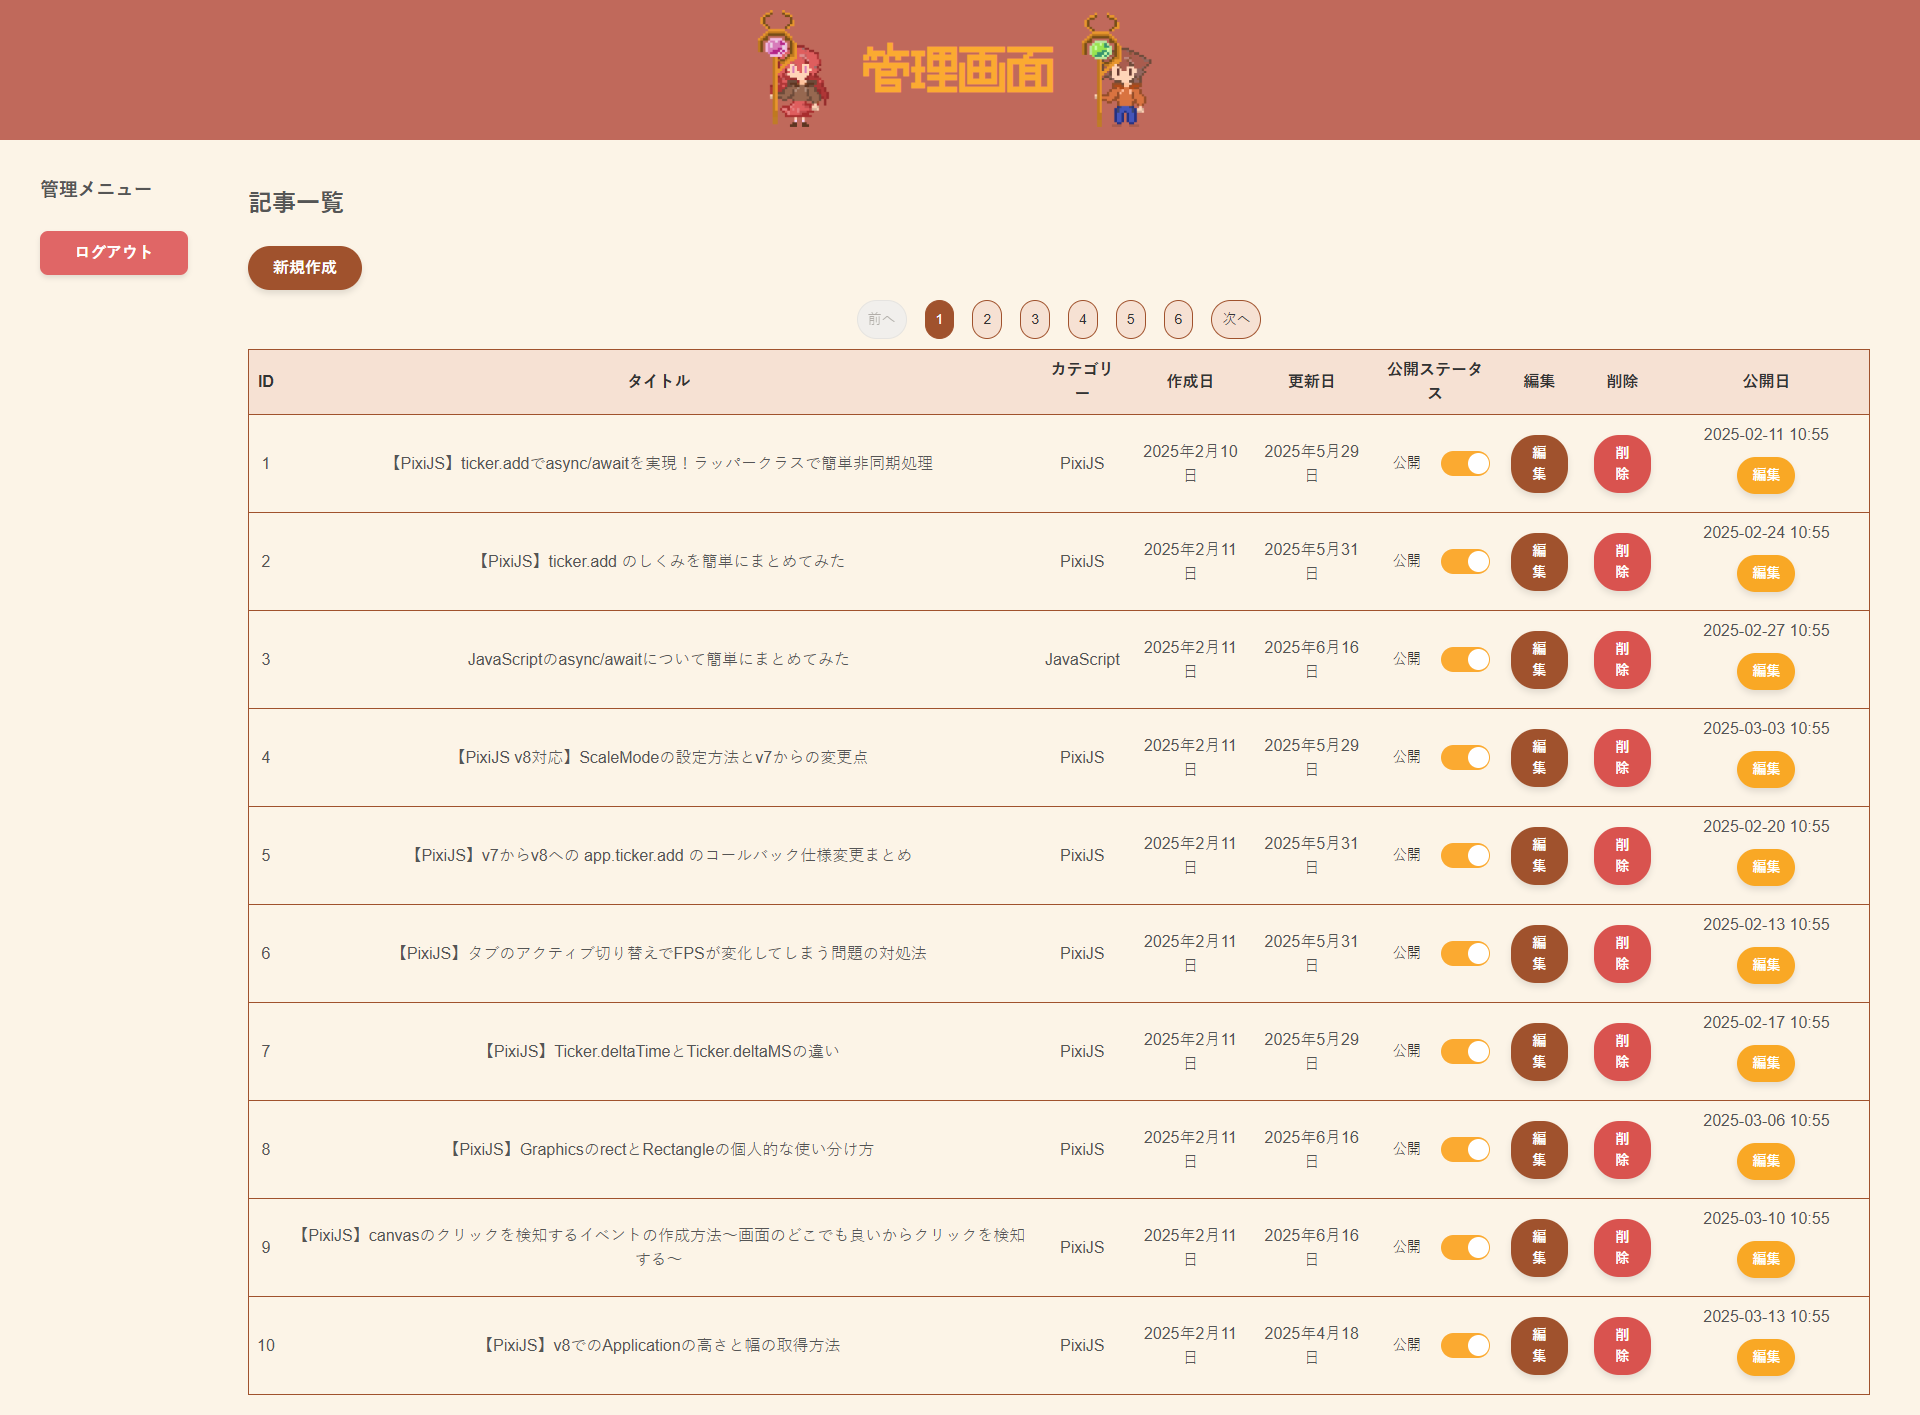 管理画面
管理メニュー
ログアウト
記事一覧
新規作成
前へ 1 2 3 4 5 6 次へ
ID タイトル カテゴリー 作成日 更新日 公開ステータス 編集 削除 公開日
1 【PixiJS】ticker.addでasync/awaitを実現！ラッパークラスで簡単非同期処理 PixiJS 2025年2月10日 2025年5月29日 公開 編集 削除 2025-02-11 10:55 編集
2 【PixiJS】ticker.add のしくみを簡単にまとめてみた PixiJS 2025年2月11日 2025年5月31日 公開 編集 削除 2025-02-24 10:55 編集
3 JavaScriptのasync/awaitについて簡単にまとめてみた JavaScript 2025年2月11日 2025年6月16日 公開 編集 削除 2025-02-27 10:55 編集
4 【PixiJS v8対応】ScaleModeの設定方法とv7からの変更点 PixiJS 2025年2月11日 2025年5月29日 公開 編集 削除 2025-03-03 10:55 編集
5 【PixiJS】v7からv8への app.ticker.add のコールバック仕様変更まとめ PixiJS 2025年2月11日 2025年5月31日 公開 編集 削除 2025-02-20 10:55 編集
6 【PixiJS】タブのアクティブ切り替えでFPSが変化してしまう問題の対処法 PixiJS 2025年2月11日 2025年5月31日 公開 編集 削除 2025-02-13 10:55 編集
7 【PixiJS】Ticker.deltaTimeとTicker.deltaMSの違い PixiJS 2025年2月11日 2025年5月29日 公開 編集 削除 2025-02-17 10:55 編集
8 【PixiJS】GraphicsのrectとRectangleの個人的な使い分け方 PixiJS 2025年2月11日 2025年6月16日 公開 編集 削除 2025-03-06 10:55 編集
9 【PixiJS】canvasのクリックを検知するイベントの作成方法～画面のどこでも良いからクリックを検知する～ PixiJS 2025年2月11日 2025年6月16日 公開 編集 削除 2025-03-10 10:55 編集
10 【PixiJS】v8でのApplicationの高さと幅の取得方法 PixiJS 2025年2月11日 2025年4月18日 公開 編集 削除 2025-03-13 10:55 編集